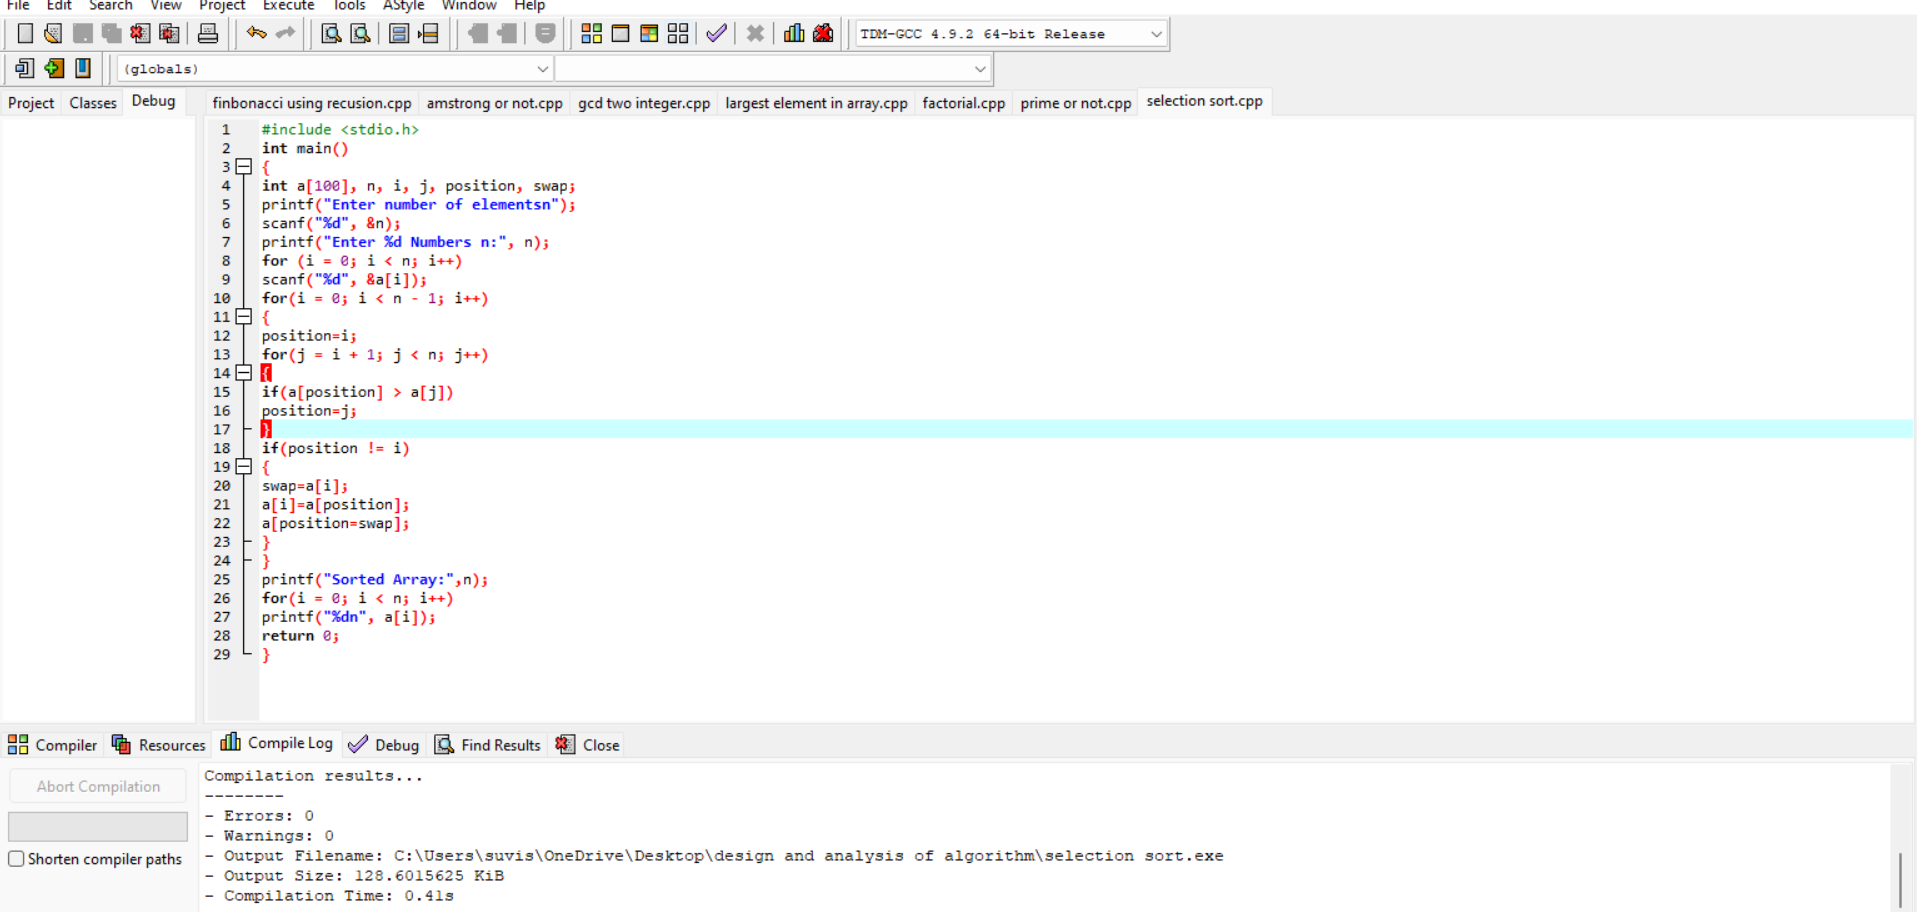 File Edit Search View Project Execute Tools AStyle Window Help
TDM-GCC 4.9.2 64-bit Release
(globals)
Project Classes Debug finbonacci using recusion.cpp amstrong or not.cpp gcd two integer.cpp largest element in array.cpp factorial.cpp prime or not.cpp selection sort.cpp
1 #include <stdio.h>
2 int main()
3 {
4 int a[100], n, i, j, position, swap;
5 printf("Enter number of elementsn");
6 scanf("%d", &n);
7 printf("Enter %d Numbers n:", n);
8 for (i = 0; i < n; i++)
9 scanf("%d", &a[i]);
10 for(i = 0; i < n - 1; i++)
11 {
12 position=i;
13 for(j = i + 1; j < n; j++)
14 {
15 if(a[position] > a[j])
16 position=j;
17 }
18 if(position != i)
19 {
20 swap=a[i];
21 a[i]=a[position];
22 a[position=swap];
23 }
24 }
25 printf("Sorted Array:",n);
26 for(i = 0; i < n; i++)
27 printf("%dn", a[i]);
28 return 0;
29 }
Compiler Resources Compile Log Debug Find Results Close
Abort Compilation
Shorten compiler paths
Compilation results...
--------
- Errors: 0
- Warnings: 0
- Output Filename: C:\Users\suvis\OneDrive\Desktop\design and analysis of algorithm\selection sort.exe
- Output Size: 128.6015625 KiB
- Compilation Time: 0.41s